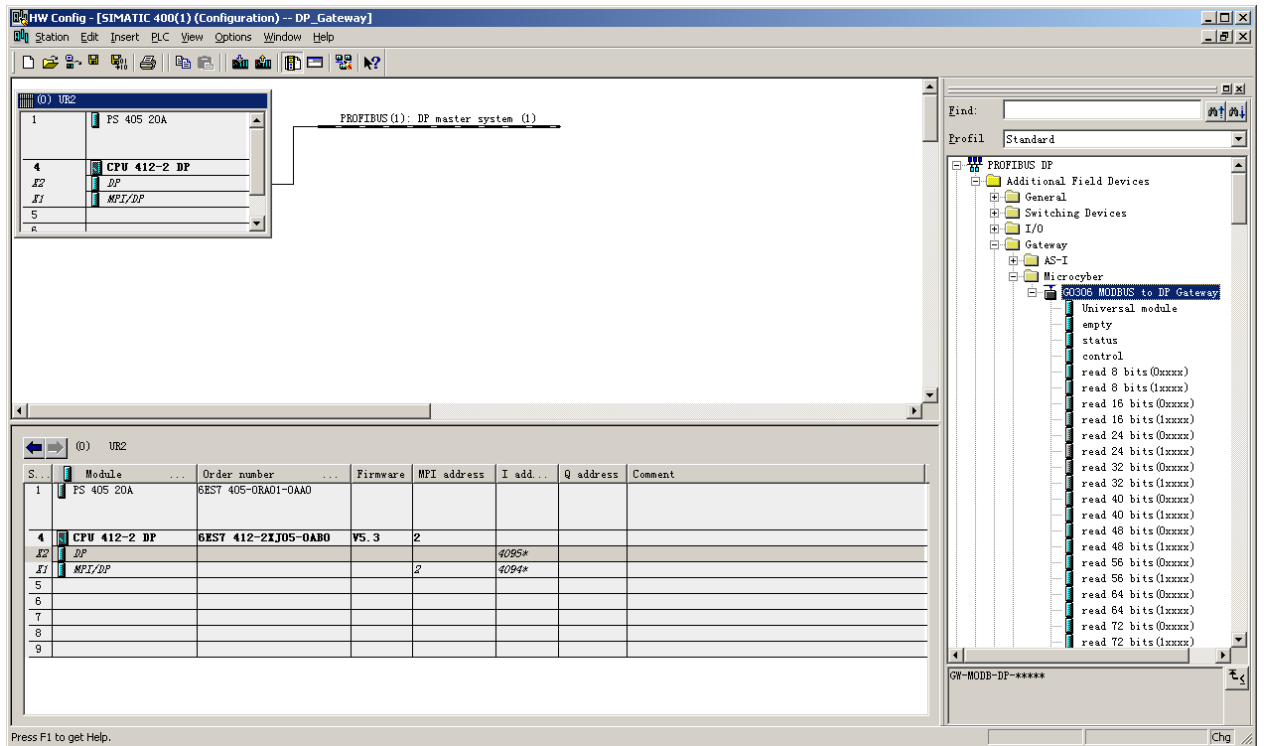 HW Config - [SIMATIC 400(1) (Configuration) -- DP_Gateway]
Station Edit Insert PLC View Options Window Help
(0) UR2
1 PS 405 20A
4 CPU 412-2 DP
X2 DP
X1 MPI/DP
5
6
PROFIBUS(1): DP master system (1)
Find:
Profil Standard
PROFIBUS DP
Additional Field Devices
General
Switching Devices
I/O
Gateway
AS-I
Microcyber
G0306 MODBUS to DP Gateway
Universal module
empty
status
control
read 8 bits(0xxxx)
read 8 bits(1xxxx)
read 16 bits(0xxxx)
read 16 bits(1xxxx)
read 24 bits(0xxxx)
read 24 bits(1xxxx)
read 32 bits(0xxxx)
read 32 bits(1xxxx)
read 40 bits(0xxxx)
read 40 bits(1xxxx)
read 48 bits(0xxxx)
read 48 bits(1xxxx)
read 56 bits(0xxxx)
read 56 bits(1xxxx)
read 64 bits(0xxxx)
read 64 bits(1xxxx)
read 72 bits(0xxxx)
read 72 bits(1xxxx)
GW-MODB-DP-*****
(0) UR2
S... Module ... Order number ... Firmware MPI address I add... Q address Comment
1 PS 405 20A 6ES7 405-0RA01-0AA0
4 CPU 412-2 DP 6ES7 412-2XJ05-0AB0 V5.3 2
X2 DP 4095*
X1 MPI/DP 2 4094*
5
6
7
8
9
Press F1 to get Help.
Chg